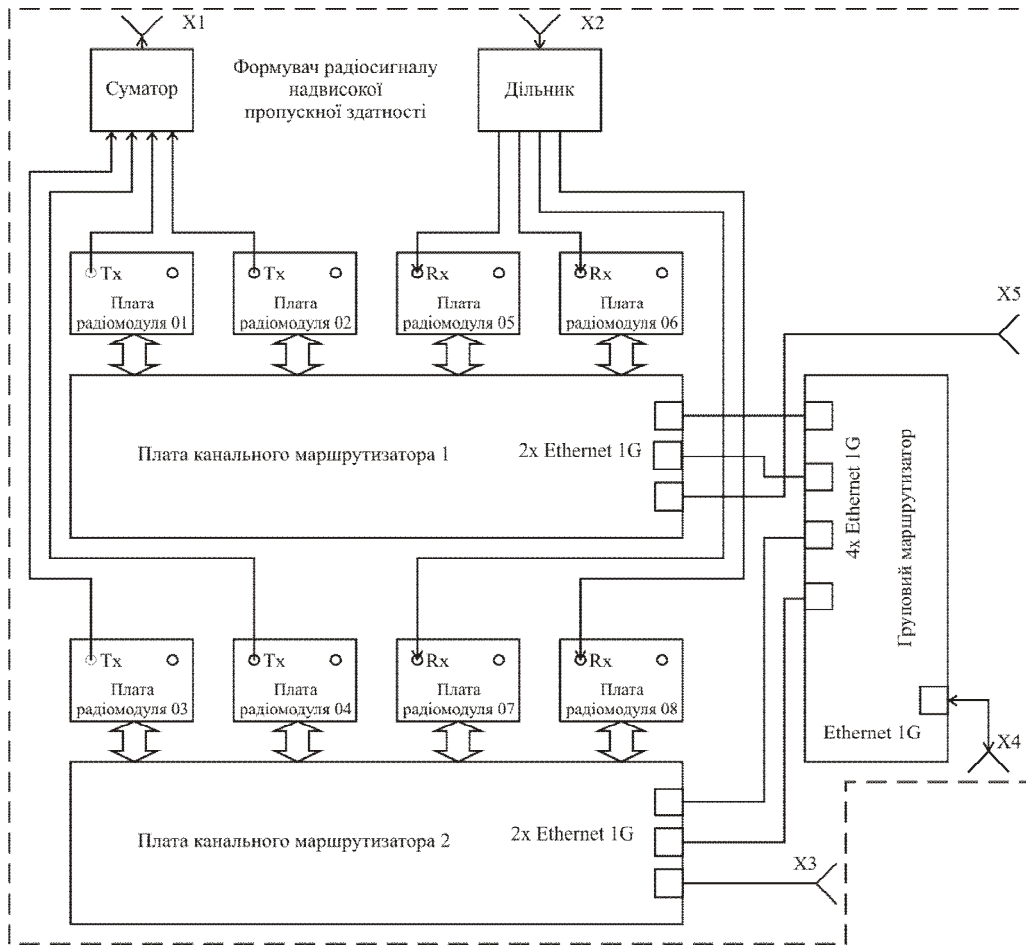 X1
X2
Суматор
Формувач радіосигналу
надвисокої
пропускної здатності
Дільник
Tx
Плата
радіомодуля 01
Tx
Плата
радіомодуля 02
Rx
Плата
радіомодуля 05
Rx
Плата
радіомодуля 06
X5
Плата канального маршрутизатора 1
2x Ethernet 1G
4x Ethernet 1G
Груповий маршрутизатор
Tx
Плата
радіомодуля 03
Tx
Плата
радіомодуля 04
Rx
Плата
радіомодуля 07
Rx
Плата
радіомодуля 08
Ethernet 1G
X4
Плата канального маршрутизатора 2
2x Ethernet 1G
X3